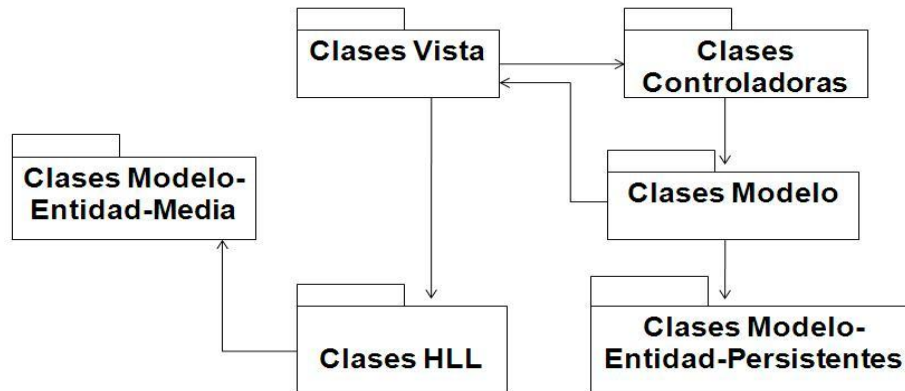 Clases Vista
Clases
Controladoras
Clases Modelo-
Entidad-Media
Clases Modelo
Clases HLL
Clases Modelo-
Entidad-Persistentes